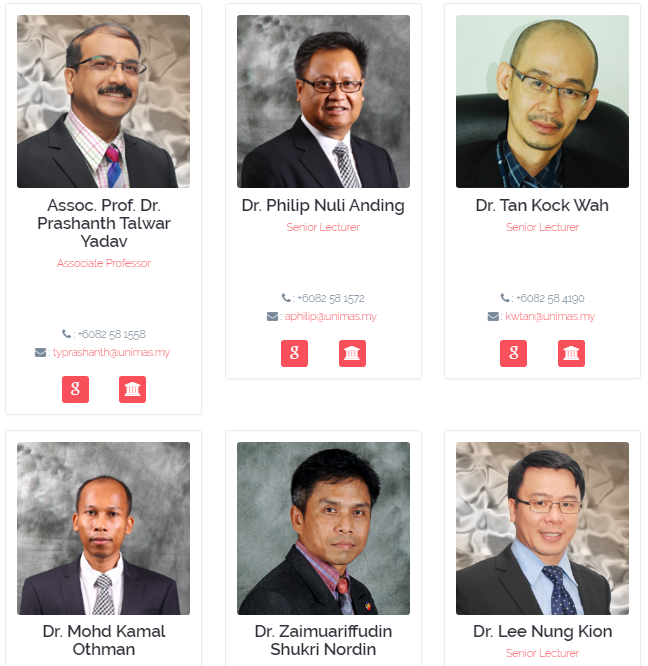 Assoc. Prof. Dr.
Prashanth Talwar
Yadav
Associate Professor
: +6082 58 1558
: typrashanth@unimas.my
g
Dr. Philip Nuli Anding
Senior Lecturer
: +6082 58 1572
: aphilip@unimas.my
g
Dr. Tan Kock Wah
Senior Lecturer
: +6082 58 4190
: kwtan@unimas.my
g
Dr. Mohd Kamal
Othman
Dr. Zaimuariffudin
Shukri Nordin
Dr. Lee Nung Kion
Senior Lecturer